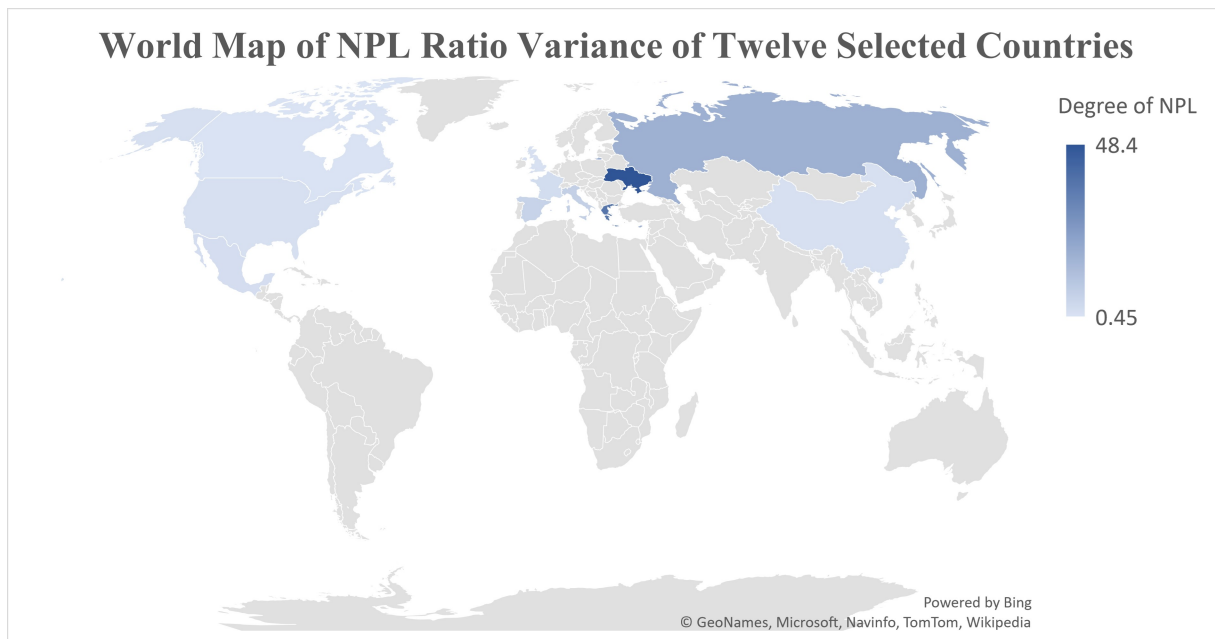 World Map of NPL Ratio Variance of Twelve Selected Countries
Degree of NPL
48.4
0.45
Powered by Bing
© GeoNames, Microsoft, Navinfo, TomTom, Wikipedia